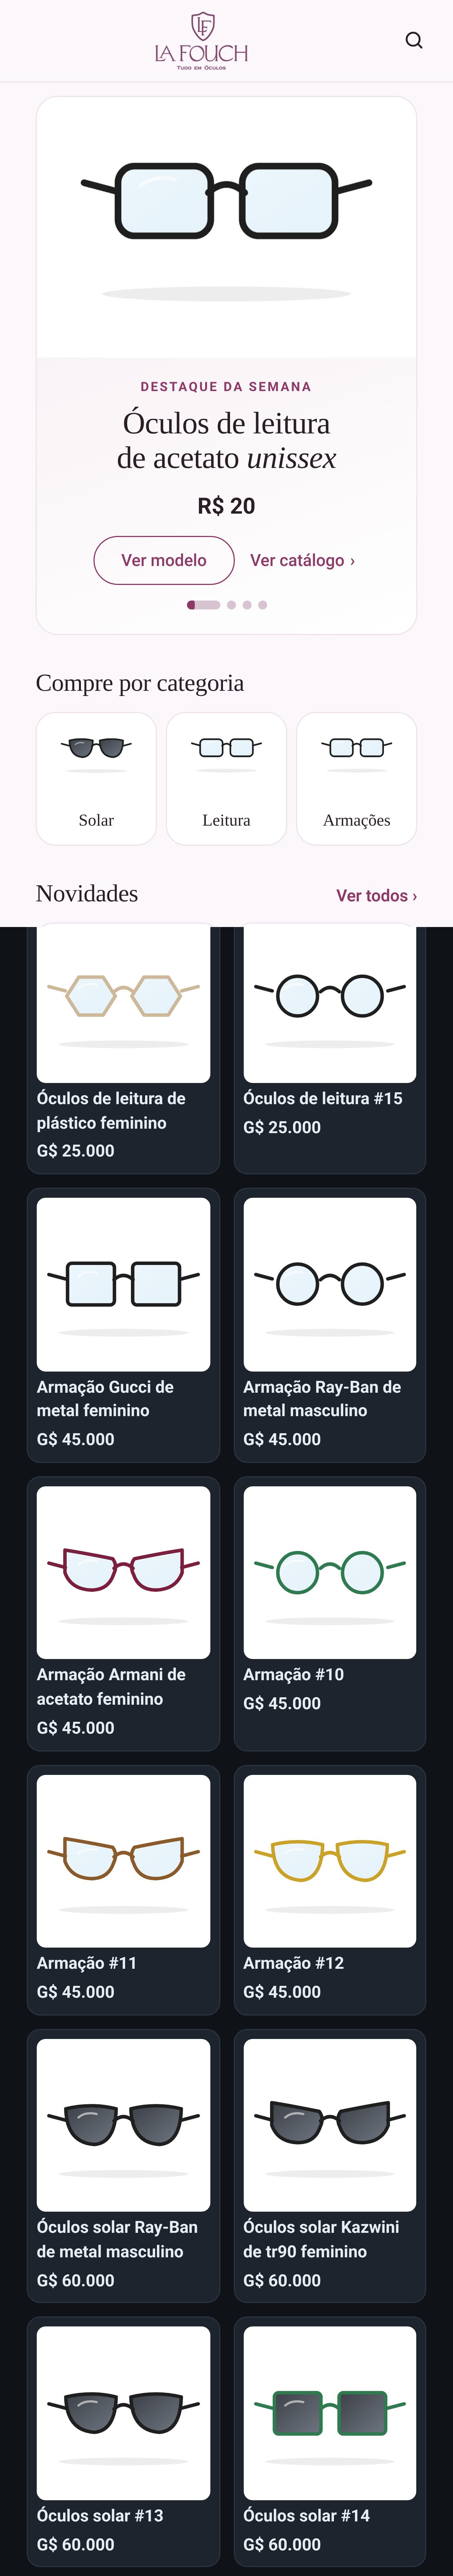 LF
LA FOUCH
TUDO EM ÓCULOS
DESTAQUE DA SEMANA
Óculos de leitura
de acetato unissex
R$ 20
Ver modelo
Ver catálogo ›
Compre por categoria
Solar
Leitura
Armações
Novidades
Ver todos ›
Óculos de leitura de
plástico feminino
G$ 25.000
Óculos de leitura #15
G$ 25.000
Armação Gucci de
metal feminino
G$ 45.000
Armação Ray-Ban de
metal masculino
G$ 45.000
Armação Armani de
acetato feminino
G$ 45.000
Armação #10
G$ 45.000
Armação #11
G$ 45.000
Armação #12
G$ 45.000
Óculos solar Ray-Ban
de metal masculino
G$ 60.000
Óculos solar Kazwini
de tr90 feminino
G$ 60.000
Óculos solar #13
G$ 60.000
Óculos solar #14
G$ 60.000